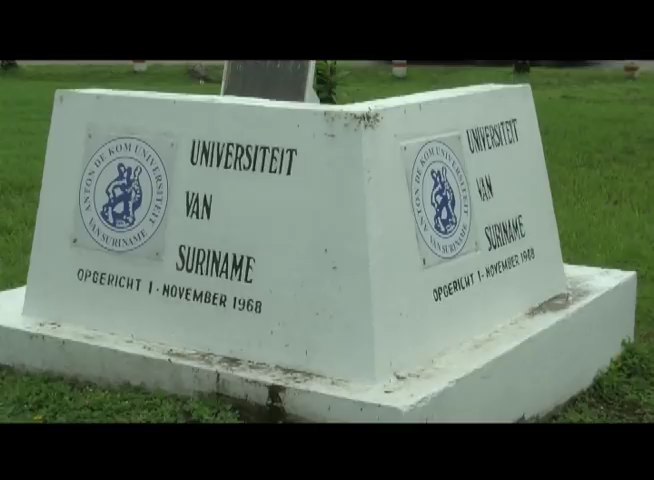 ANTON DE KOM UNIVERSITEIT
VAN SURINAME
UNIVERSITEIT
VAN
SURINAME
OPGERICHT 1 - NOVEMBER 1968
ANTON DE KOM UNIVERSITEIT
VAN SURINAME
UNIVERSITEIT
VAN
SURINAME
OPGERICHT 1 - NOVEMBER 1968